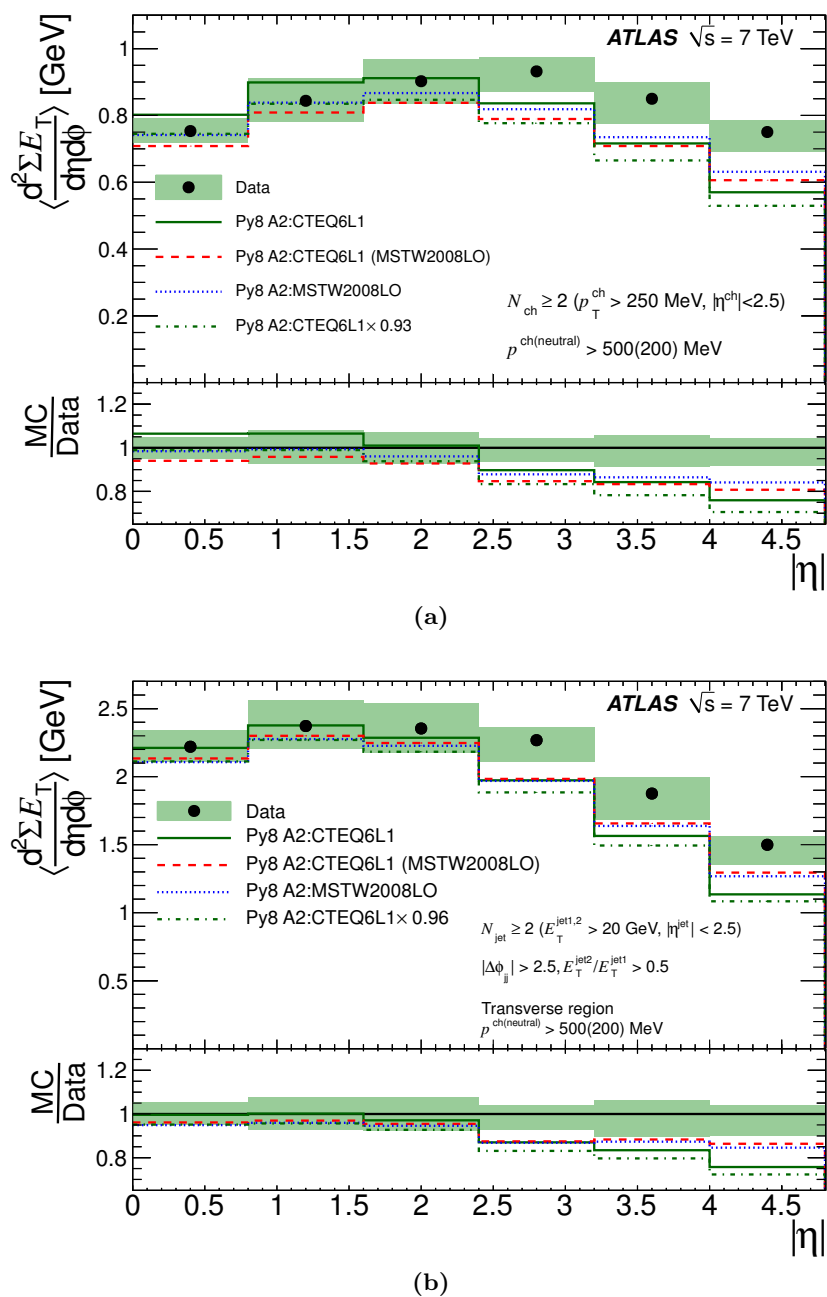 ATLAS √s = 7 TeV
⟨d²ΣE_T/dηdϕ⟩ [GeV]
1
0.8
0.6
0.4
0.2
Data
Py8 A2:CTEQ6L1
Py8 A2:CTEQ6L1 (MSTW2008LO)
Py8 A2:MSTW2008LO
Py8 A2:CTEQ6L1× 0.93
N_ch ≥ 2 (p_T^ch > 250 MeV, |η^ch|<2.5)
p^ch(neutral) > 500(200) MeV
MC/Data
1.2
1
0.8
0 0.5 1 1.5 2 2.5 3 3.5 4 4.5
|η|
(a)
ATLAS √s = 7 TeV
⟨d²ΣE_T/dηdϕ⟩ [GeV]
2.5
2
1.5
1
0.5
Data
Py8 A2:CTEQ6L1
Py8 A2:CTEQ6L1 (MSTW2008LO)
Py8 A2:MSTW2008LO
Py8 A2:CTEQ6L1× 0.96
N_jet ≥ 2 (E_T^jet1,2 > 20 GeV, |η^jet| < 2.5)
|Δϕ_jj| > 2.5, E_T^jet2/E_T^jet1 > 0.5
Transverse region
p^ch(neutral) > 500(200) MeV
MC/Data
1.2
1
0.8
0 0.5 1 1.5 2 2.5 3 3.5 4 4.5
|η|
(b)